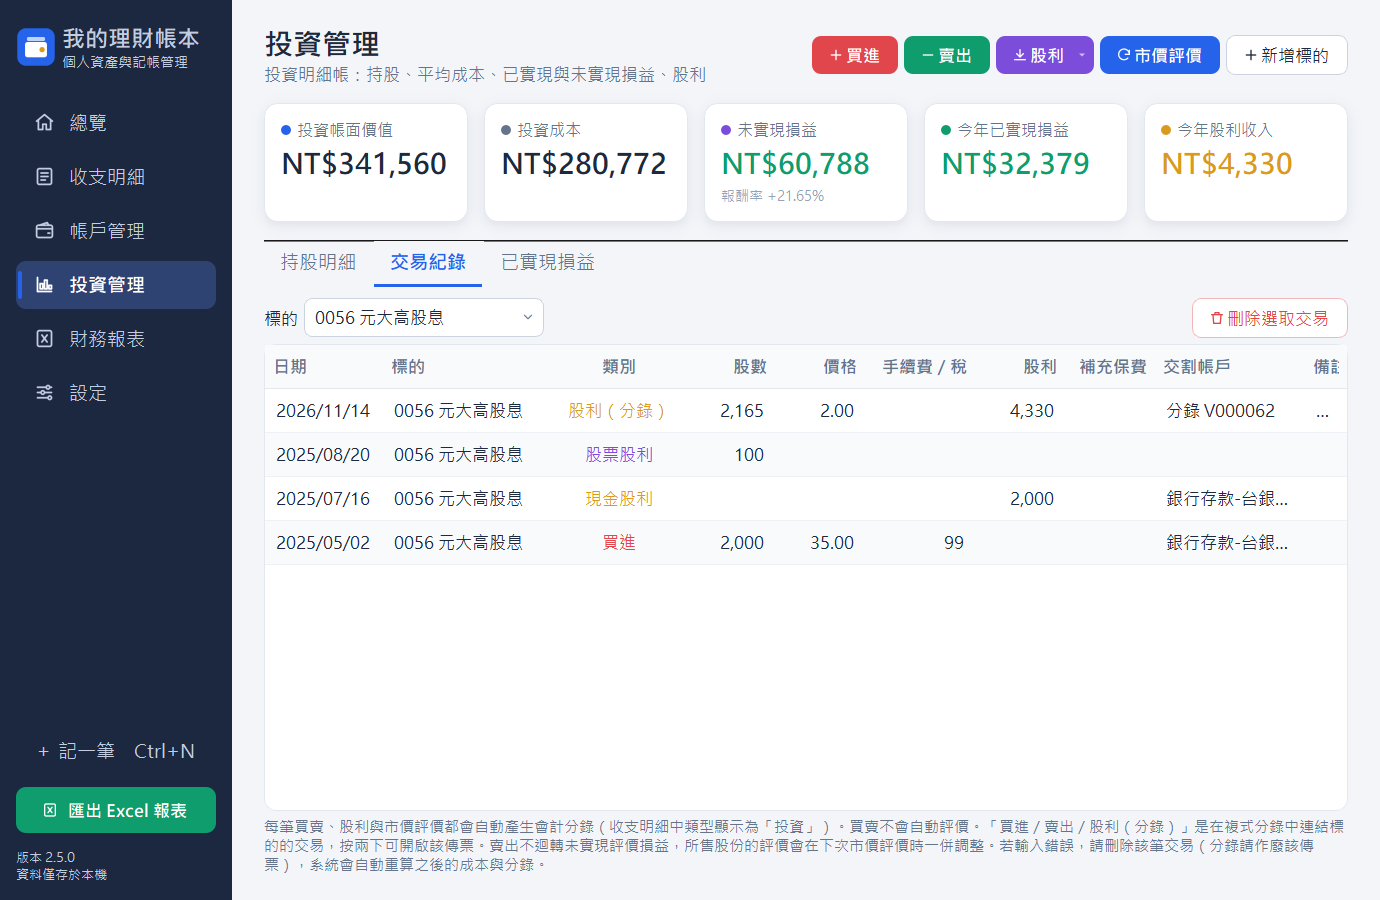 我的理財帳本
個人資產與記帳管理
總覽
收支明細
帳戶管理
投資管理
財務報表
設定
+ 記一筆 Ctrl+N
匯出 Excel 報表
版本 2.5.0
資料僅存於本機
投資管理
投資明細帳：持股、平均成本、已實現與未實現損益、股利
+ 買進
− 賣出
股利
市價評價
+ 新增標的
投資帳面價值
NT$341,560
投資成本
NT$280,772
未實現損益
NT$60,788
報酬率 +21.65%
今年已實現損益
NT$32,379
今年股利收入
NT$4,330
持股明細 交易紀錄 已實現損益
標的 0056 元大高股息
刪除選取交易
日期 標的 類別 股數 價格 手續費 / 稅 股利 補充保費 交割帳戶
2026/11/14 0056 元大高股息 股利（分錄） 2,165 2.00 4,330 分錄 V000062 ...
2025/08/20 0056 元大高股息 股票股利 100
2025/07/16 0056 元大高股息 現金股利 2,000 銀行存款-台銀...
2025/05/02 0056 元大高股息 買進 2,000 35.00 99 銀行存款-台銀...
每筆買賣、股利與市價評價都會自動產生會計分錄（收支明細中類型顯示為「投資」）。買賣不會自動評價。「買進 / 賣出 / 股利（分錄）」是在複式分錄中連結標
的的交易，按兩下可開啟該傳票。賣出不迴轉未實現評價損益，所售股份的評價會在下次市價評價時一併調整。若輸入錯誤，請刪除該筆交易（分錄請作廢該傳
票），系統會自動重算之後的成本與分錄。